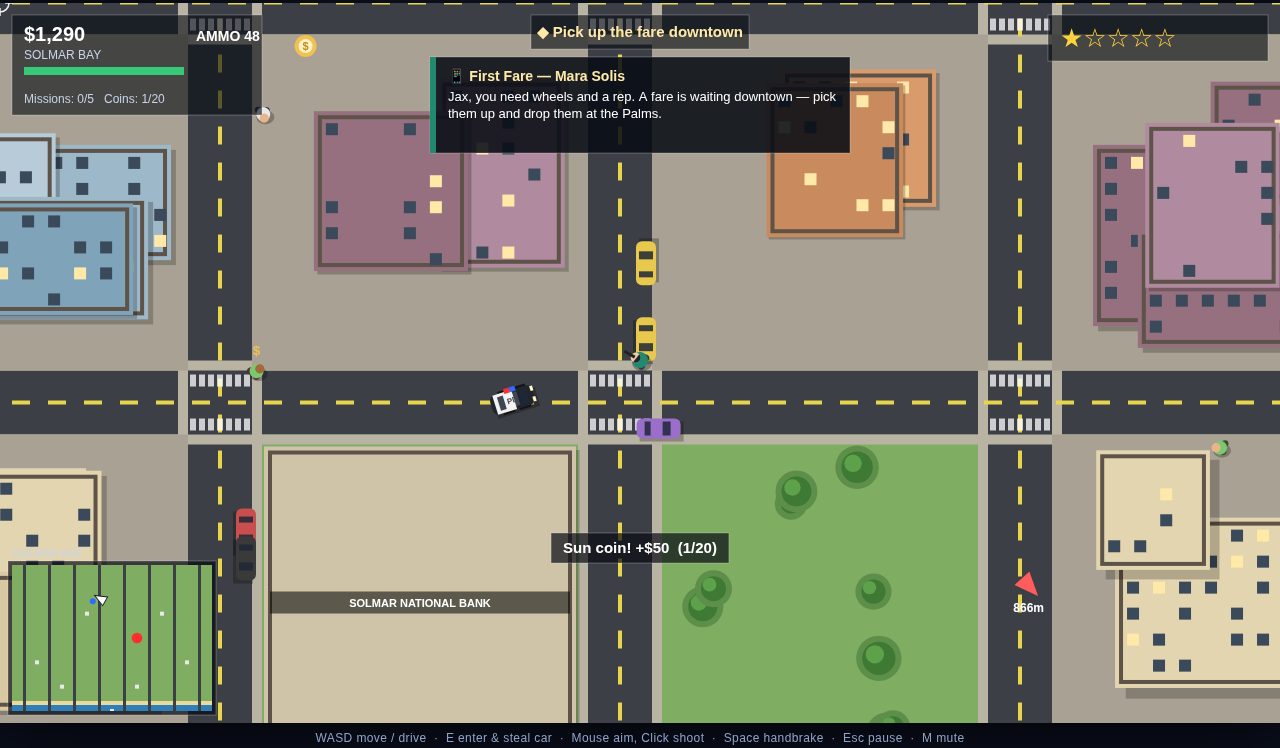 $1,290
AMMO 48
SOLMAR BAY
Missions: 0/5 Coins: 1/20
◆ Pick up the fare downtown
★☆☆☆☆
First Fare — Mara Solis
Jax, you need wheels and a rep. A fare is waiting downtown — pick
them up and drop them at the Palms.
$
$
Sun coin! +$50 (1/20)
SOLMAR NATIONAL BANK
866m
WASD move / drive · E enter & steal car · Mouse aim, Click shoot · Space handbrake · Esc pause · M mute